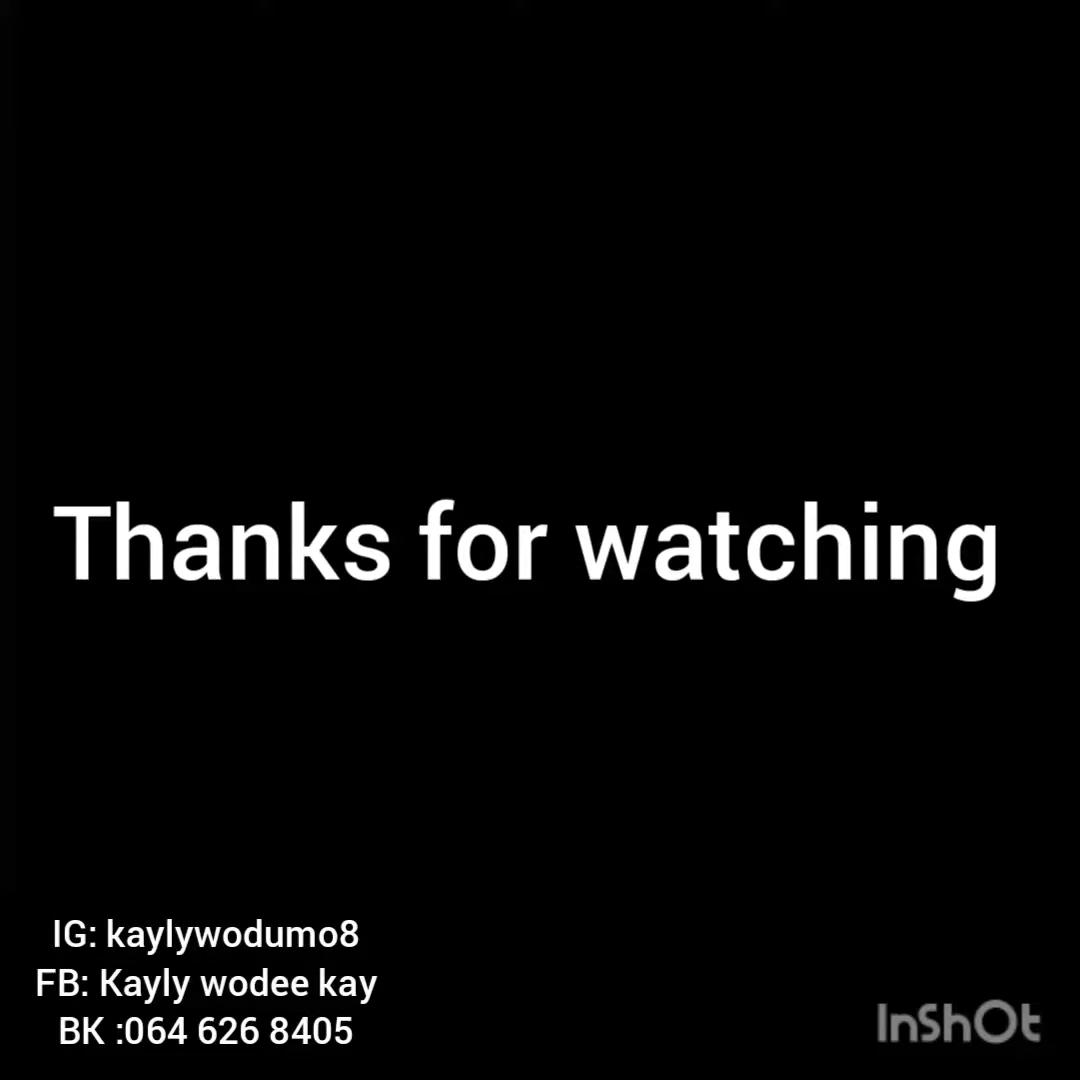 Thanks for watching
IG: kaylywodumo8
FB: Kayly wodee kay
BK :064 626 8405
InShOt